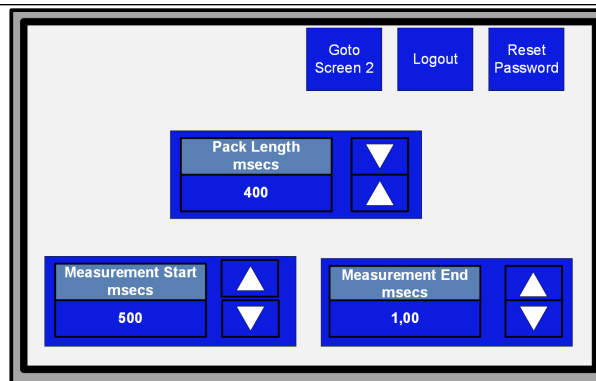 Goto
Screen 2
Logout
Reset
Password
Pack Length
msecs
400
Measurement Start
msecs
500
Measurement End
msecs
1,00